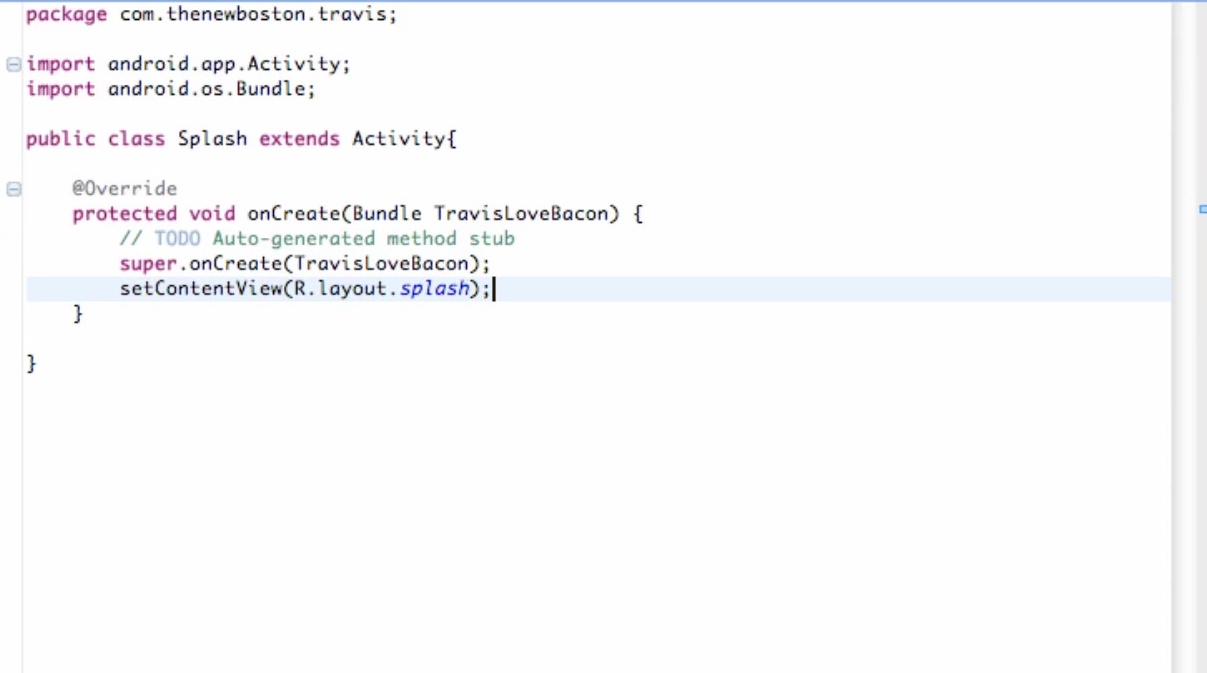 package com.thenewboston.travis;
import android.app.Activity;
import android.os.Bundle;
public class Splash extends Activity{
@Override
protected void onCreate(Bundle TravisLoveBacon) {
// TODO Auto-generated method stub
super.onCreate(TravisLoveBacon);
setContentView(R.layout.splash);
}
}